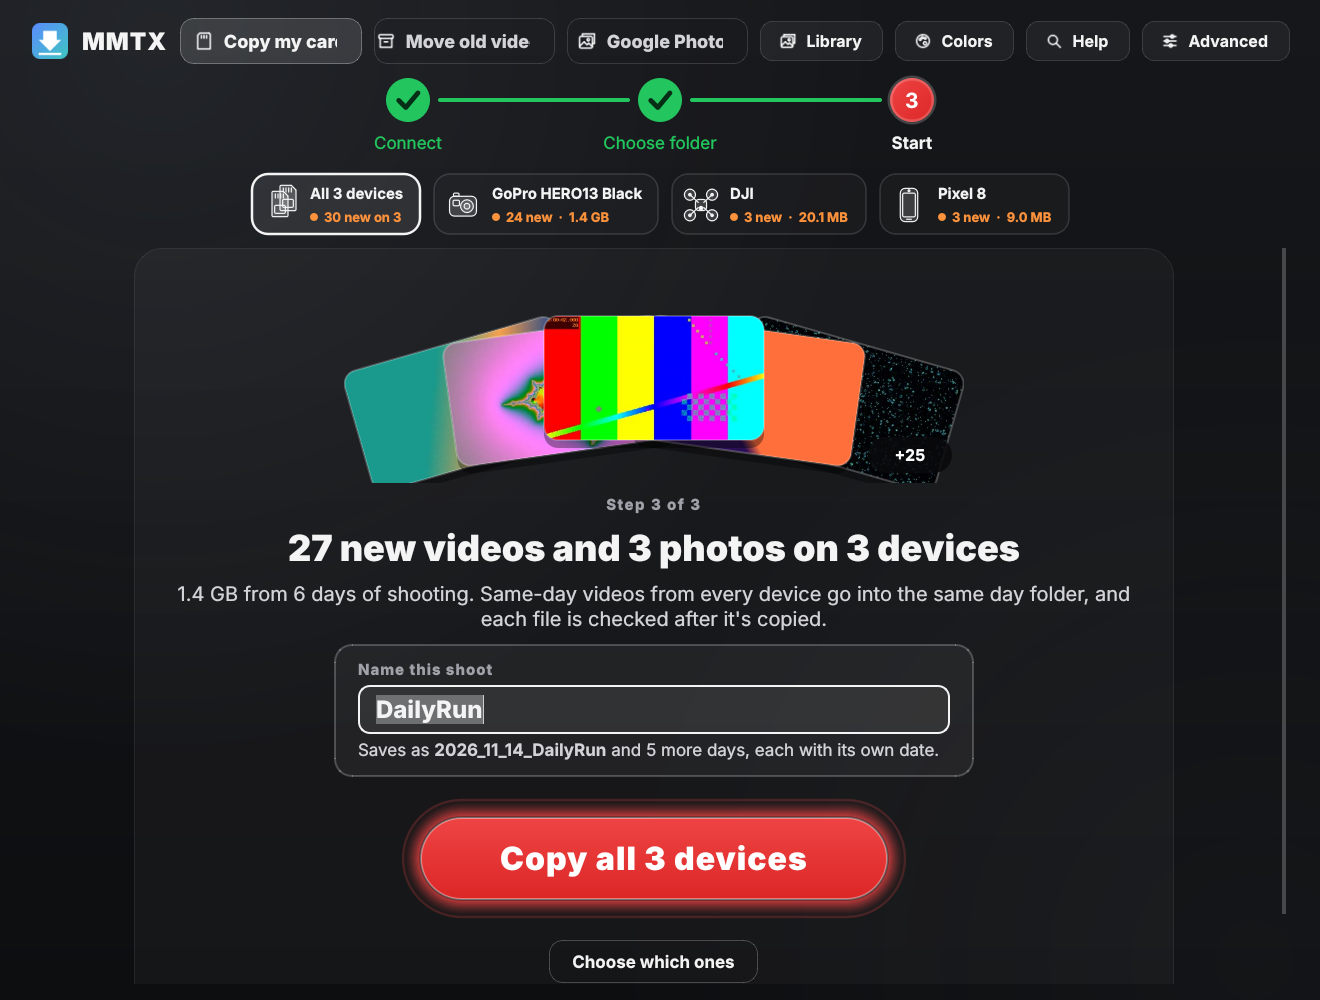 MMTX
Copy my car
Move old vide
Google Photo
Library
Colors
Help
Advanced
3
Connect
Choose folder
Start
All 3 devices
30 new on 3
GoPro HERO13 Black
24 new · 1.4 GB
DJI
3 new · 20.1 MB
Pixel 8
3 new · 9.0 MB
+25
Step 3 of 3
27 new videos and 3 photos on 3 devices
1.4 GB from 6 days of shooting. Same-day videos from every device go into the same day folder, and
each file is checked after it's copied.
Name this shoot
DailyRun
Saves as 2026_11_14_DailyRun and 5 more days, each with its own date.
Copy all 3 devices
Choose which ones